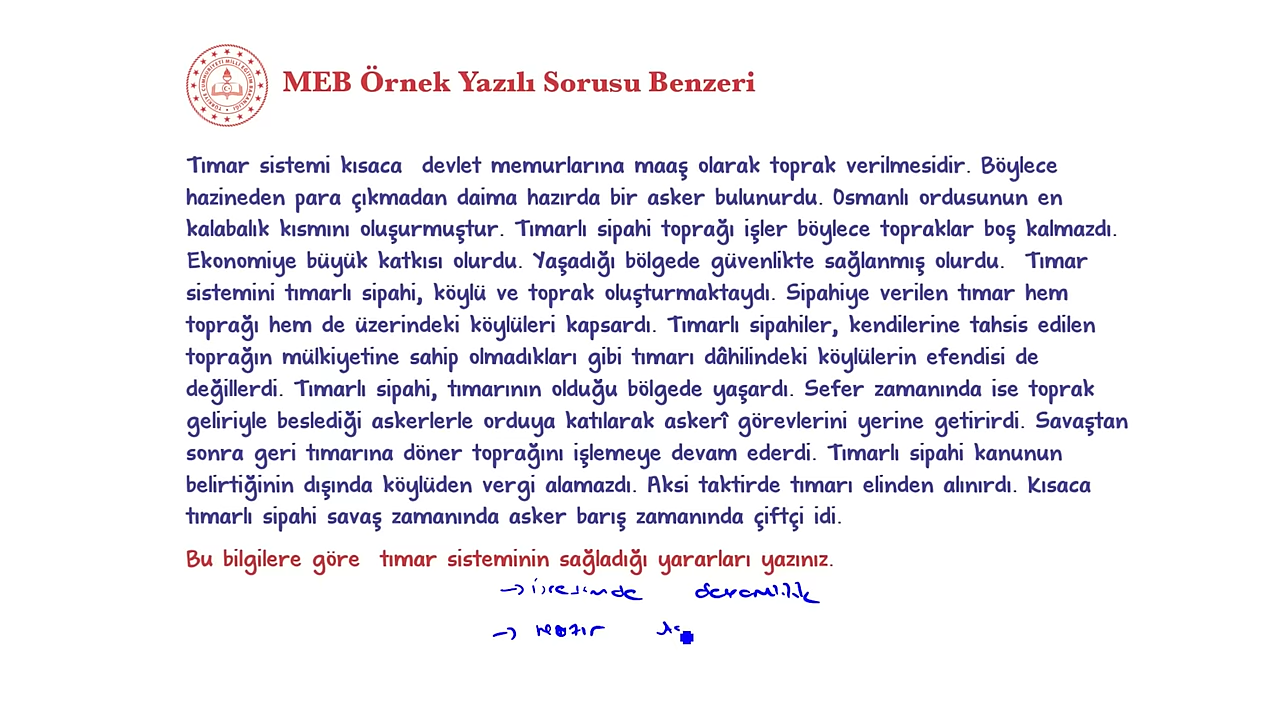 MEB Örnek Yazılı Sorusu Benzeri
Tımar sistemi kısaca devlet memurlarına maaş olarak toprak verilmesidir. Böylece
hazineden para çıkmadan daima hazırda bir asker bulunurdu. Osmanlı ordusunun en
kalabalık kısmını oluşurmuştur. Tımarlı sipahi toprağı işler böylece topraklar boş kalmazdı.
Ekonomiye büyük katkısı olurdu. Yaşadığı bölgede güvenlikte sağlanmış olurdu. Tımar
sistemini tımarlı sipahi, köylü ve toprak oluşturmaktaydı. Sipahiye verilen tımar hem
toprağı hem de üzerindeki köylüleri kapsardı. Tımarlı sipahiler, kendilerine tahsis edilen
toprağın mülkiyetine sahip olmadıkları gibi tımarı dâhilindeki köylülerin efendisi de
değillerdi. Tımarlı sipahi, tımarının olduğu bölgede yaşardı. Sefer zamanında ise toprak
geliriyle beslediği askerlerle orduya katılarak askerî görevlerini yerine getirirdi. Savaştan
sonra geri tımarına döner toprağını işlemeye devam ederdi. Tımarlı sipahi kanunun
belirtiğinin dışında köylüden vergi alamazdı. Aksi taktirde tımarı elinden alınırdı. Kısaca
tımarlı sipahi savaş zamanında asker barış zamanında çiftçi idi.
Bu bilgilere göre tımar sisteminin sağladığı yararları yazınız.
→ devamlılık
→ hazır